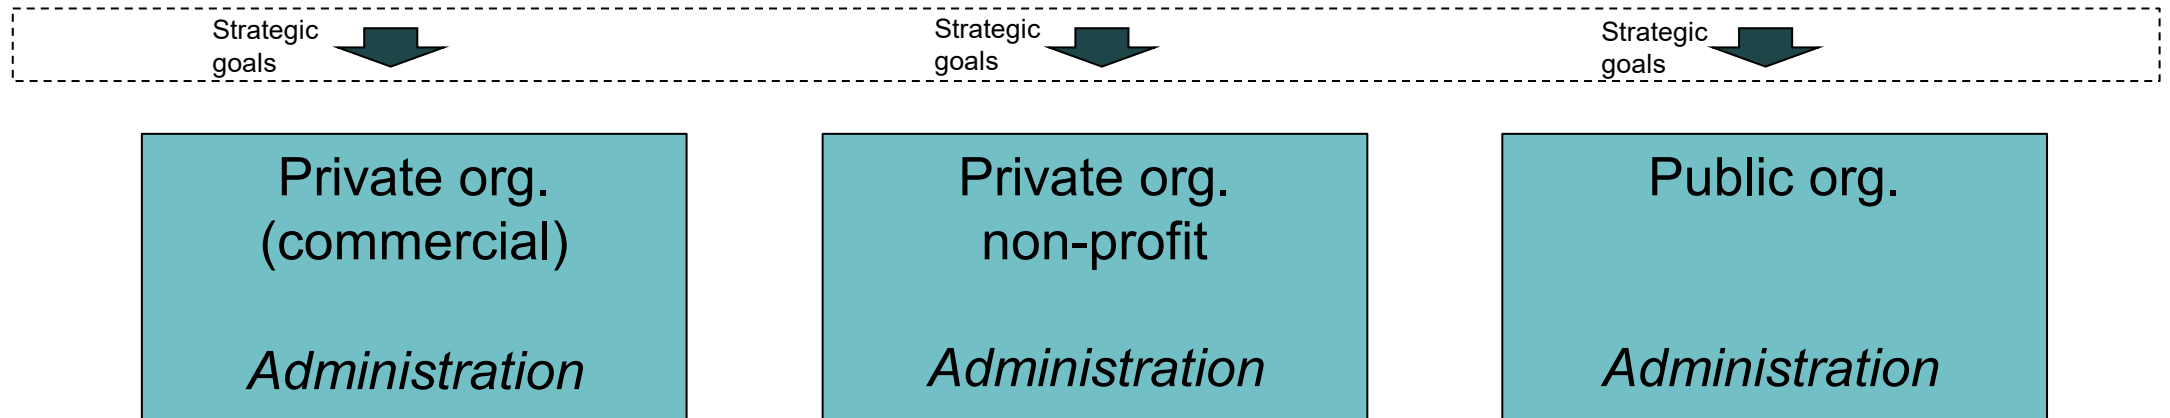 Strategic
goals
Strategic
goals
Strategic
goals
Private org.
(commercial)
Administration
Private org.
non-profit
Administration
Public org.
Administration